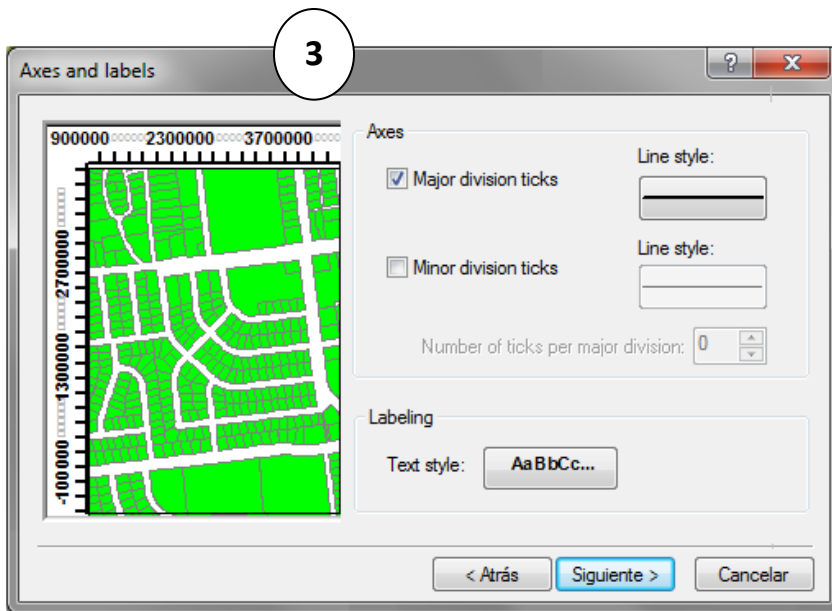 3
Axes and labels
900000 2300000 3700000
2700000
1300000
-100000
Axes
Major division ticks
Line style:
Minor division ticks
Line style:
Number of ticks per major division: 0
Labeling
Text style: AaBbCc...
< Atrás Siguiente > Cancelar